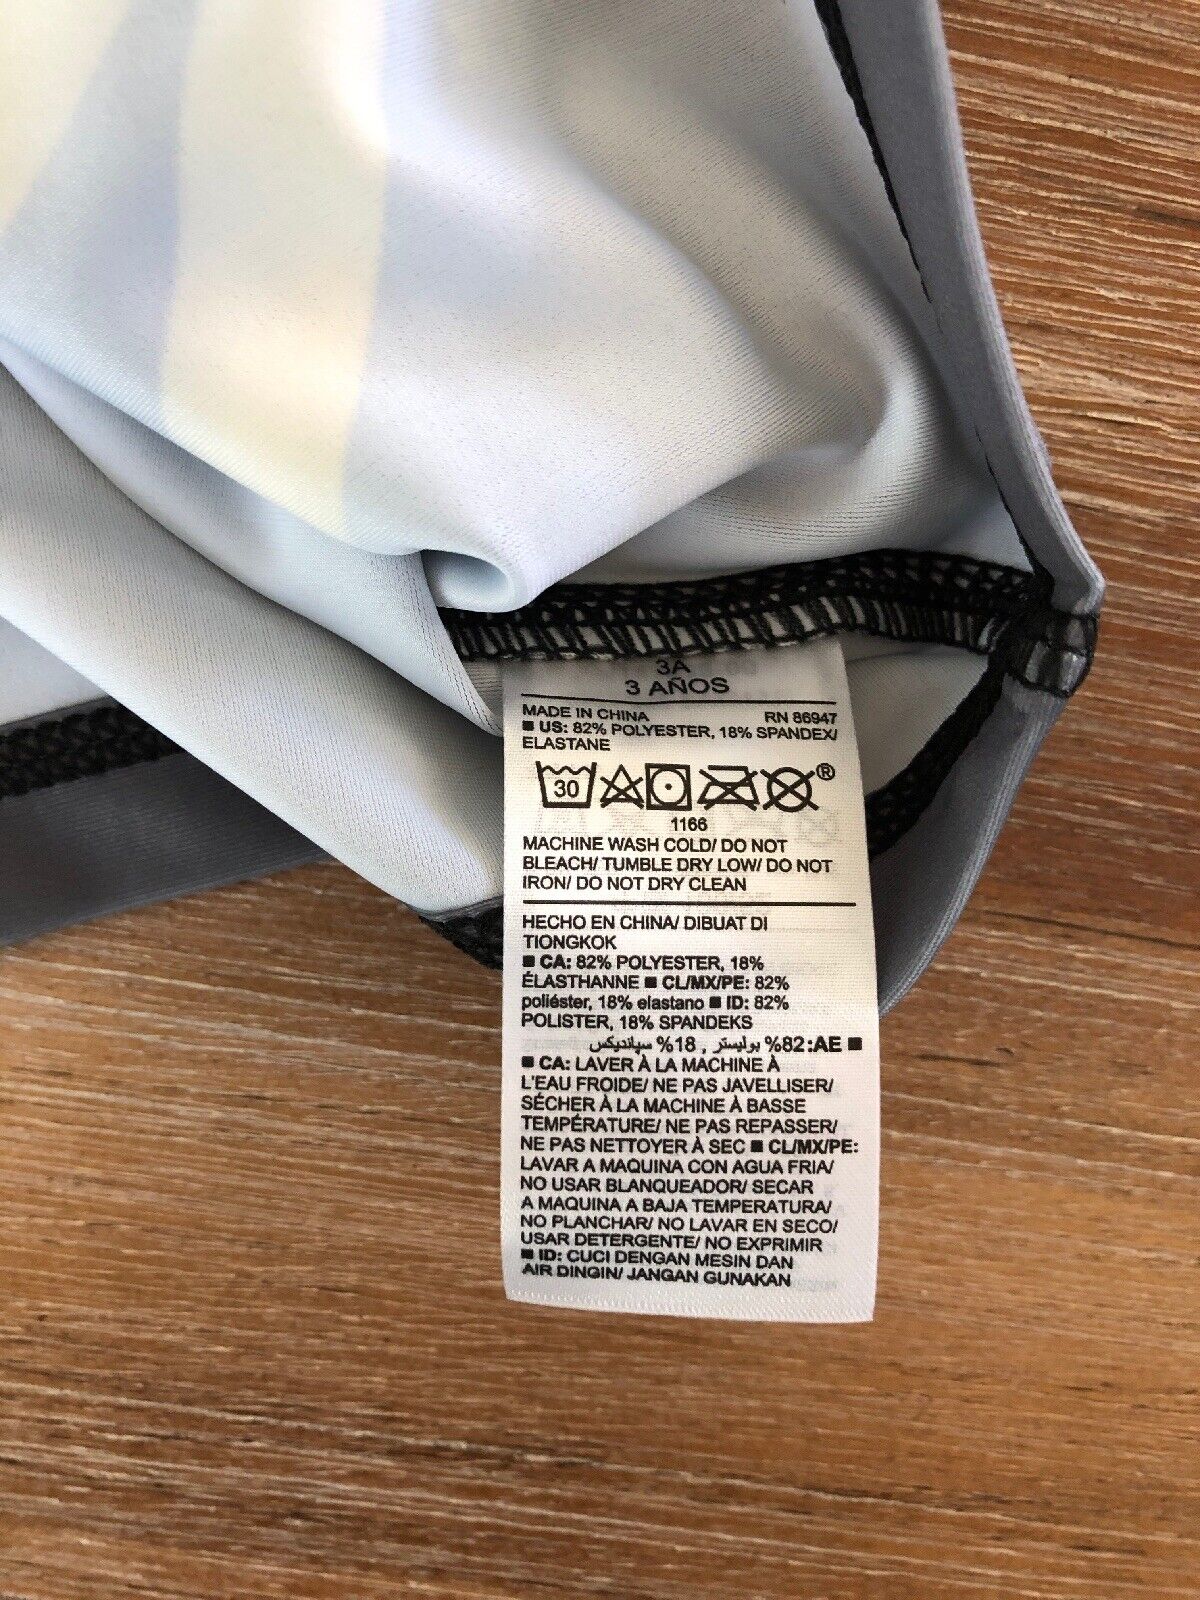 3A
3 AÑOS
MADE IN CHINA RN 86947
■ US: 82% POLYESTER, 18% SPANDEX/
ELASTANE
30 ®
1166
MACHINE WASH COLD/ DO NOT
BLEACH/ TUMBLE DRY LOW/ DO NOT
IRON/ DO NOT DRY CLEAN
HECHO EN CHINA/ DIBUAT DI
TIONGKOK
■ CA: 82% POLYESTER, 18%
ÉLASTHANNE ■ CL/MX/PE: 82%
poliéster, 18% elastano ■ ID: 82%
POLISTER, 18% SPANDEKS
■ AE: 82% بوليستر , 18% سپانديكس
■ CA: LAVER À LA MACHINE À
L'EAU FROIDE/ NE PAS JAVELLISER/
SÉCHER À LA MACHINE À BASSE
TEMPÉRATURE/ NE PAS REPASSER/
NE PAS NETTOYER À SEC ■ CL/MX/PE:
LAVAR A MAQUINA CON AGUA FRIA/
NO USAR BLANQUEADOR/ SECAR
A MAQUINA A BAJA TEMPERATURA/
NO PLANCHAR/ NO LAVAR EN SECO/
USAR DETERGENTE/ NO EXPRIMIR
■ ID: CUCI DENGAN MESIN DAN
AIR DINGIN/ JANGAN GUNAKAN